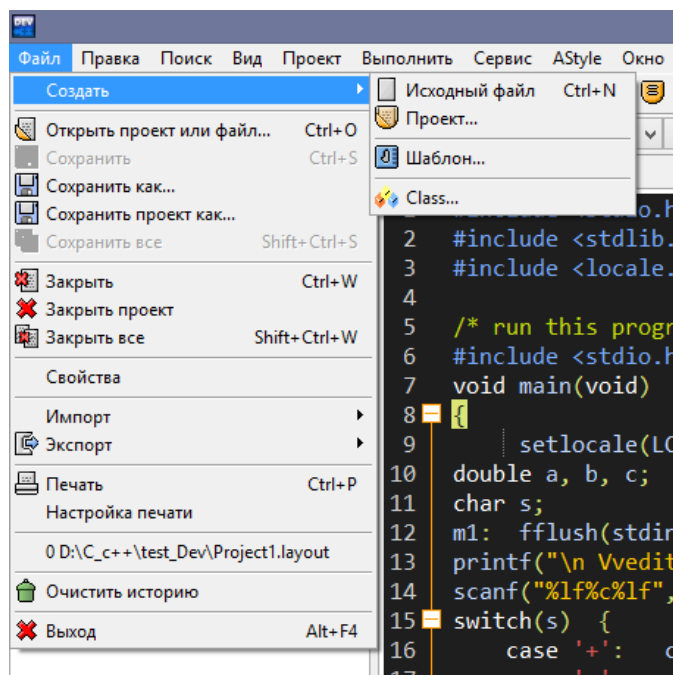 DEV
Файл Правка Поиск Вид Проект Выполнить Сервис AStyle Окно
Создать
Исходный файл Ctrl+N
Проект...
Шаблон...
Class...
Открыть проект или файл... Ctrl+O
Сохранить Ctrl+S
Сохранить как...
Сохранить проект как...
Сохранить все Shift+Ctrl+S
Закрыть Ctrl+W
Закрыть проект
Закрыть все Shift+Ctrl+W
Свойства
Импорт
Экспорт
Печать Ctrl+P
Настройка печати
0 D:\C_c++\test_Dev\Project1.layout
Очистить историю
Выход Alt+F4
2 #include <stdlib.
3 #include <locale.
4
5 /* run this progr
6 #include <stdio.h
7 void main(void)
8 {
9 setlocale(LC
10 double a, b, c;
11 char s;
12 m1: fflush(stdin
13 printf("\n Vvedit
14 scanf("%lf%c%lf",
15 switch(s) {
16 case '+': c